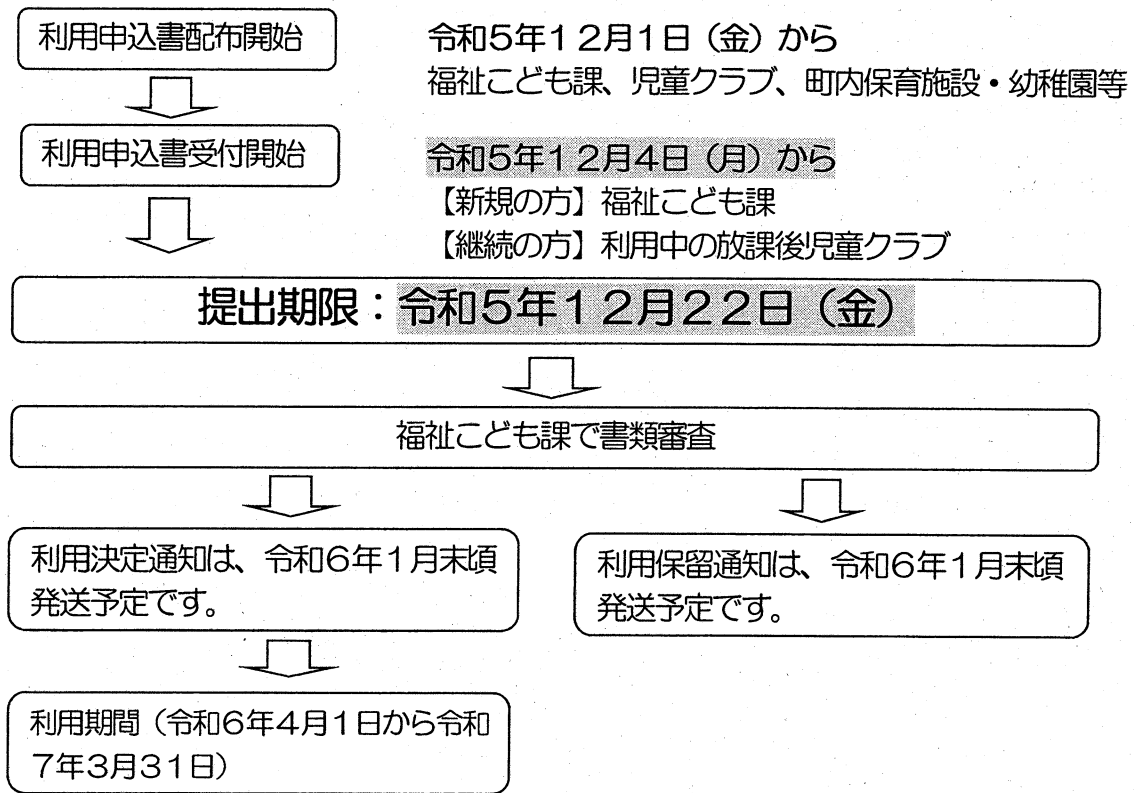 利用申込書配布開始
令和5年12月1日（金）から
福祉こども課、児童クラブ、町内保育施設・幼稚園等
利用申込書受付開始
令和5年12月4日（月）から
【新規の方】福祉こども課
【継続の方】利用中の放課後児童クラブ
提出期限：令和5年12月22日（金）
福祉こども課で書類審査
利用決定通知は、令和6年1月末頃
発送予定です。
利用保留通知は、令和6年1月末頃
発送予定です。
利用期間（令和6年4月1日から令和
7年3月31日）